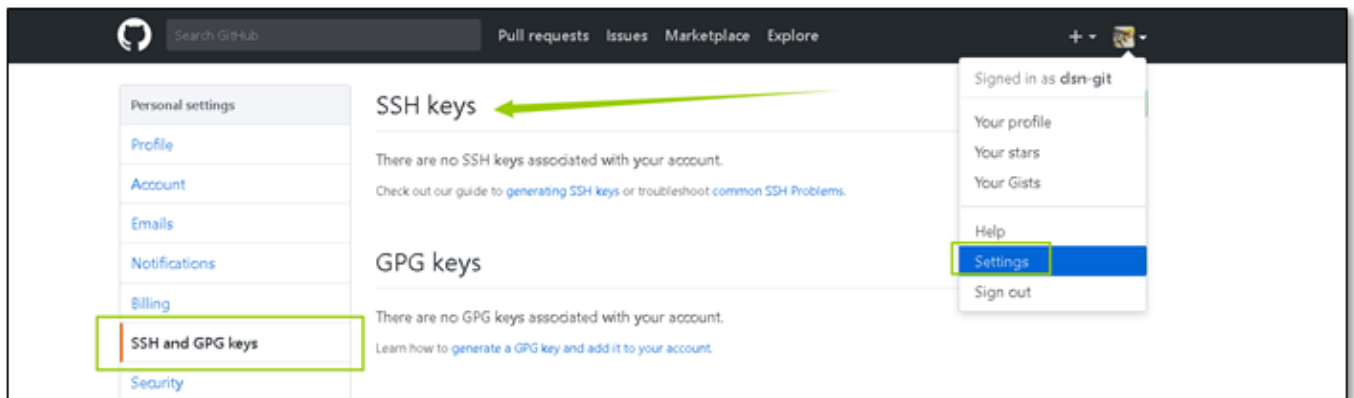 Search GitHub
Pull requests Issues Marketplace Explore
Signed in as dsn-git
Your profile
Your stars
Your Gists
Help
Settings
Sign out
Personal settings
Profile
Account
Emails
Notifications
Billing
SSH and GPG keys
Security
SSH keys
There are no SSH keys associated with your account.
Check out our guide to generating SSH keys or troubleshoot common SSH Problems.
GPG keys
There are no GPG keys associated with your account.
Learn how to generate a GPG key and add it to your account.